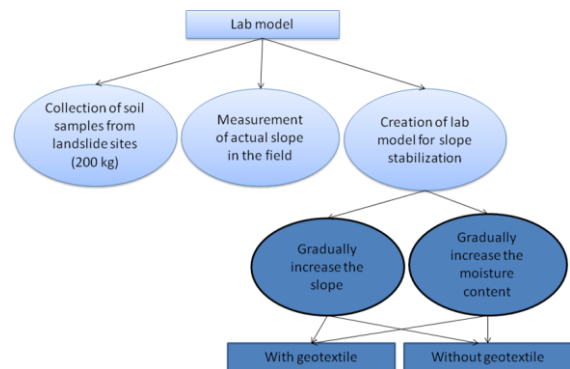 Lab model
Collection of soil
samples from
landslide sites
(200 kg)
Measurement
of actual slope
in the field
Creation of lab
model for slope
stabilization
Gradually
increase the
slope
Gradually
increase the
moisture
content
With geotextile
Without geotextile